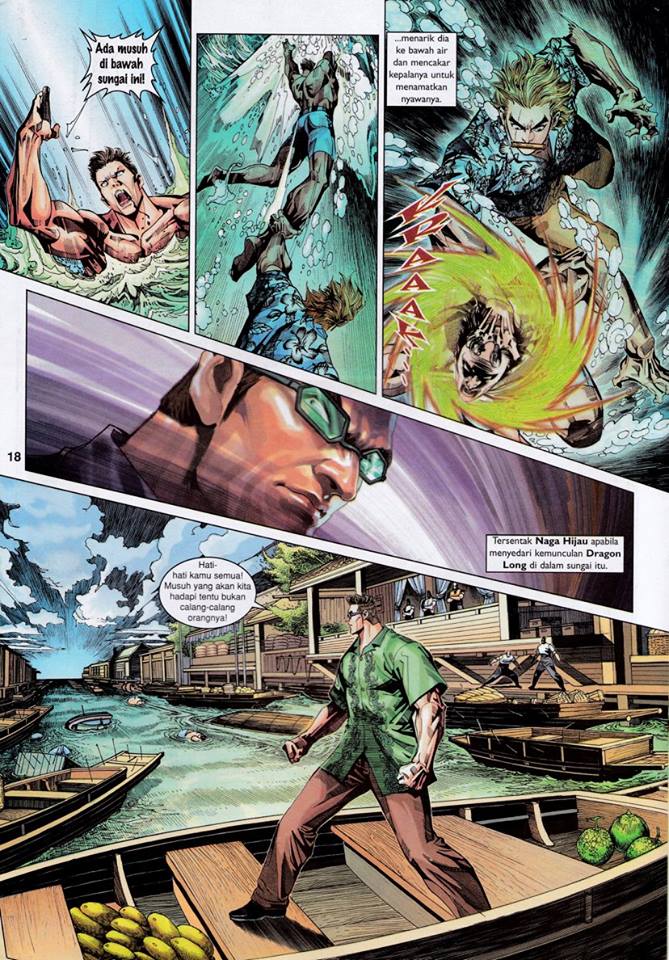 Ada musuh
di bawah
sungai ini!
...menarik dia
ke bawah air
dan mencakar
kepalanya untuk
menamatkan
nyawanya.
18
Tersentak Naga Hijau apabila
menyedari kemunculan Dragon
Long di dalam sungai itu.
Hati-
hati kamu semua!
Musuh yang akan kita
hadapi tentu bukan
calang-calang
orangnya!